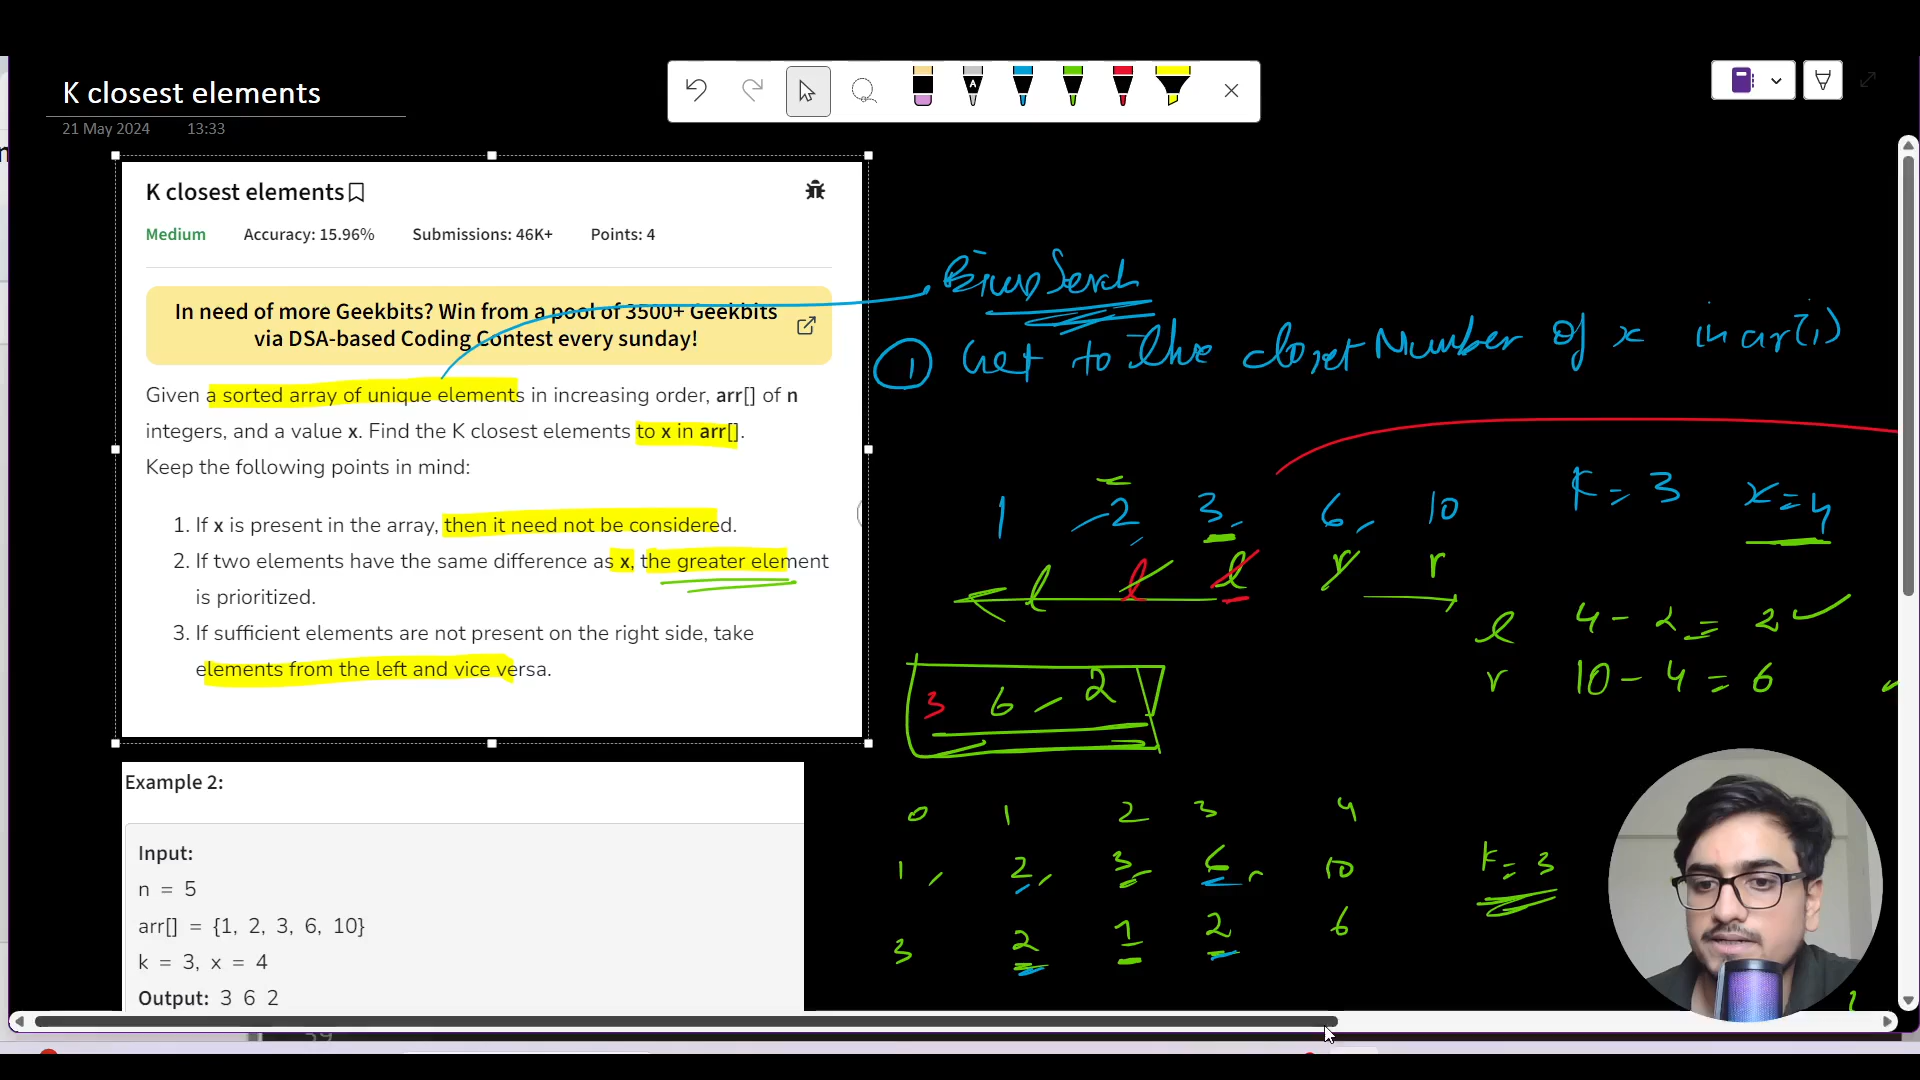 K closest elements
21 May 2024 13:33
K closest elements
Medium Accuracy: 15.96% Submissions: 46K+ Points: 4
In need of more Geekbits? Win from a pool of 3500+ Geekbits
via DSA-based Coding Contest every sunday!
Given a sorted array of unique elements in increasing order, arr[] of n
integers, and a value x. Find the K closest elements to x in arr[].
Keep the following points in mind:
1. If x is present in the array, then it need not be considered.
2. If two elements have the same difference as x, the greater element
is prioritized.
3. If sufficient elements are not present on the right side, take
elements from the left and vice versa.
Example 2:
Input:
n = 5
arr[] = {1, 2, 3, 6, 10}
k = 3, x = 4
Output: 3 6 2
① Get to the closet Number of x in arr(i)
1 2 3, 6, 10 K = 3 x = 4
l l l r r
l 4 - 2 = 2
r 10 - 4 = 6
3 6 2
0 1 2 3 4
1, 2, 3, 6, 10 K = 3
3 2 1 2 6